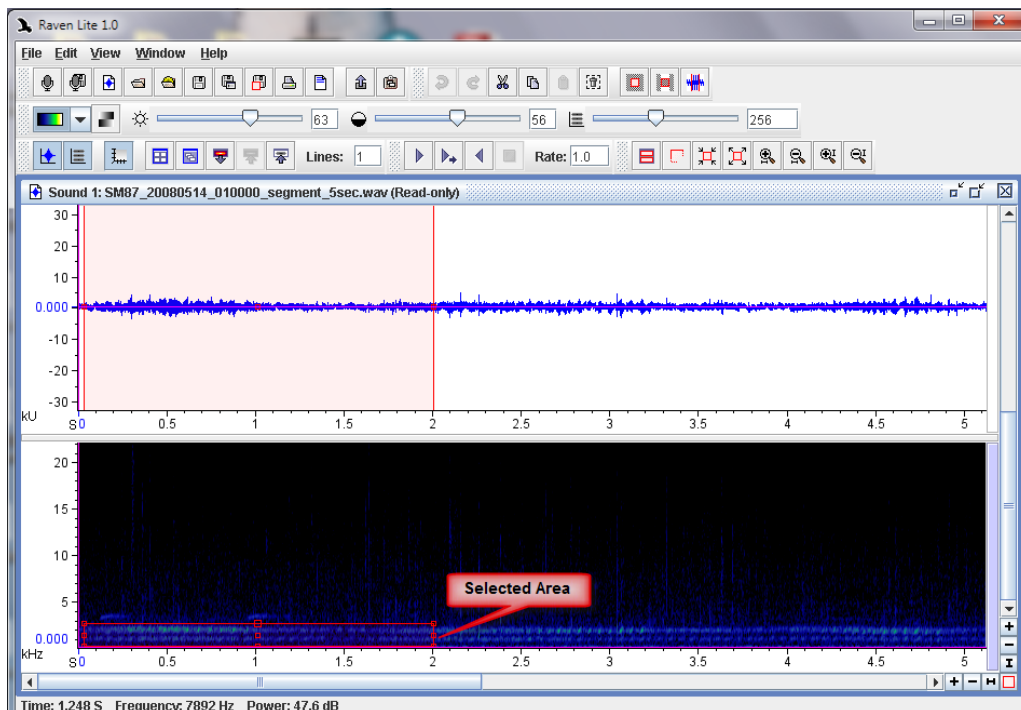 Raven Lite 1.0
File Edit View Window Help
63 56 256
Lines: 1 Rate: 1.0
Sound 1: SM87_20080514_010000_segment_5sec.wav (Read-only)
30
20
10
0.000
-10
-20
-30
kU
S 0 0.5 1 1.5 2 2.5 3 3.5 4 4.5 5
20
15
10
5
Selected Area
0.000
kHz
S 0 0.5 1 1.5 2 2.5 3 3.5 4 4.5 5
Time: 1.248 S Frequency: 7892 Hz Power: 47.6 dB